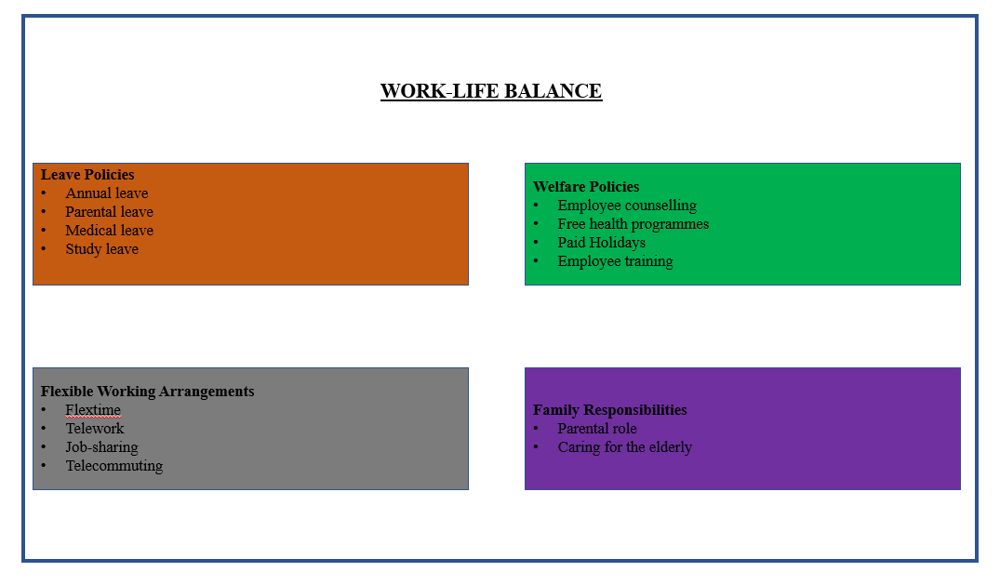 WORK-LIFE BALANCE
Leave Policies
• Annual leave
• Parental leave
• Medical leave
• Study leave
Welfare Policies
• Employee counselling
• Free health programmes
• Paid Holidays
• Employee training
Flexible Working Arrangements
• Flextime
• Telework
• Job-sharing
• Telecommuting
Family Responsibilities
• Parental role
• Caring for the elderly